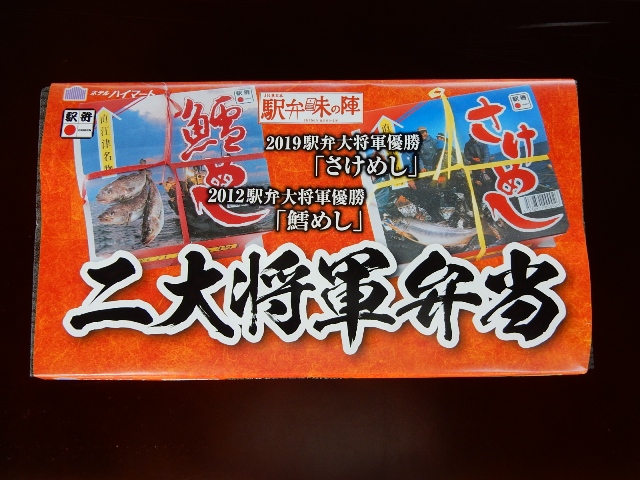 ホテル ハイマート
駅弁
直江津名物
鱈めし
駅弁味の陣
駅弁
さけめし
2019駅弁大将軍優勝
「さけめし」
2012駅弁大将軍優勝
「鱈めし」
二大将軍弁当